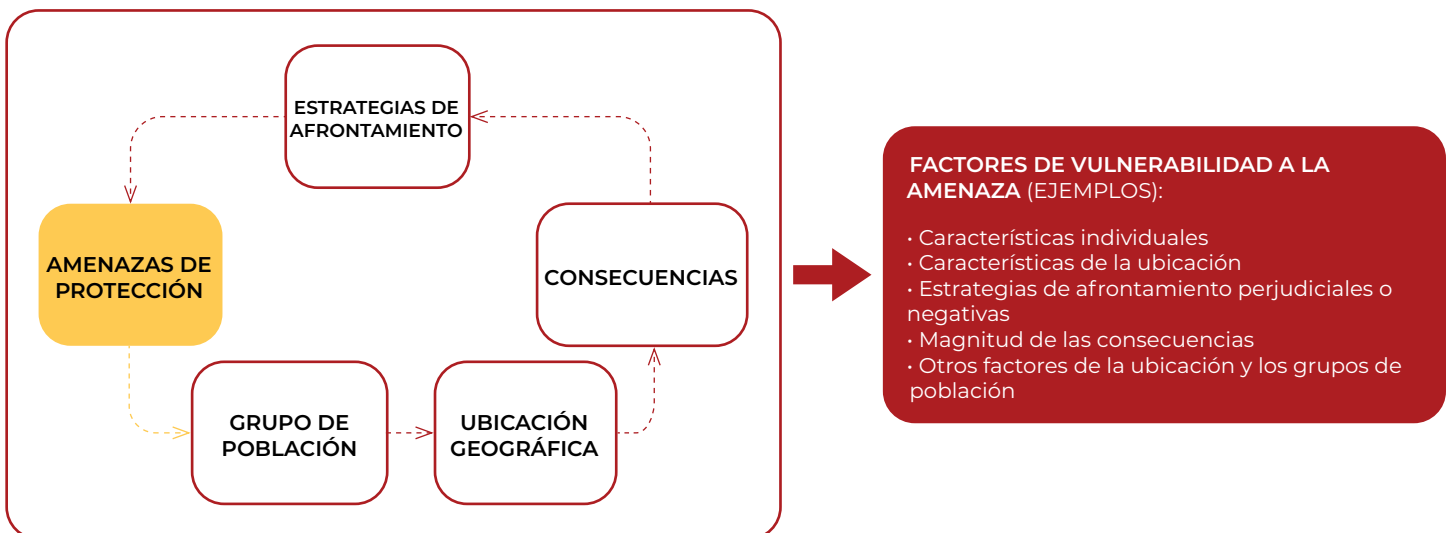 ESTRATEGIAS DE
AFRONTAMIENTO
AMENAZAS DE
PROTECCIÓN
CONSECUENCIAS
GRUPO DE
POBLACIÓN
UBICACIÓN
GEOGRÁFICA
FACTORES DE VULNERABILIDAD A LA
AMENAZA (EJEMPLOS):
• Características individuales
• Características de la ubicación
• Estrategias de afrontamiento perjudiciales o
negativas
• Magnitud de las consecuencias
• Otros factores de la ubicación y los grupos de
población